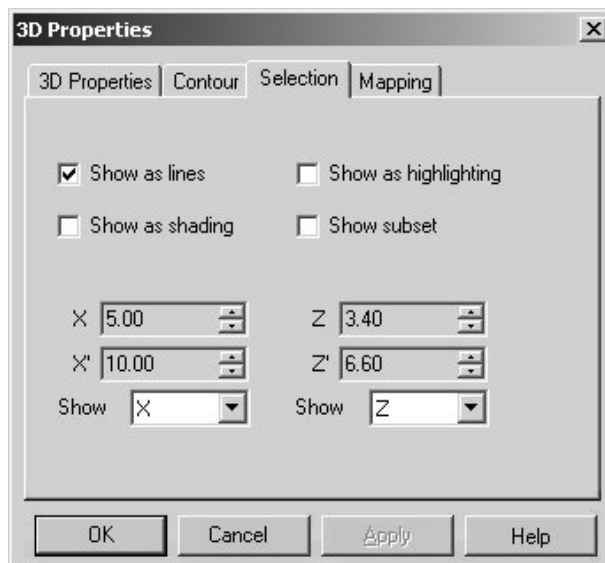 3D Properties
3D Properties Contour Selection Mapping
Show as lines Show as highlighting
Show as shading Show subset
X 5.00 Z 3.40
X' 10.00 Z' 6.60
Show X Show Z
OK Cancel Apply Help